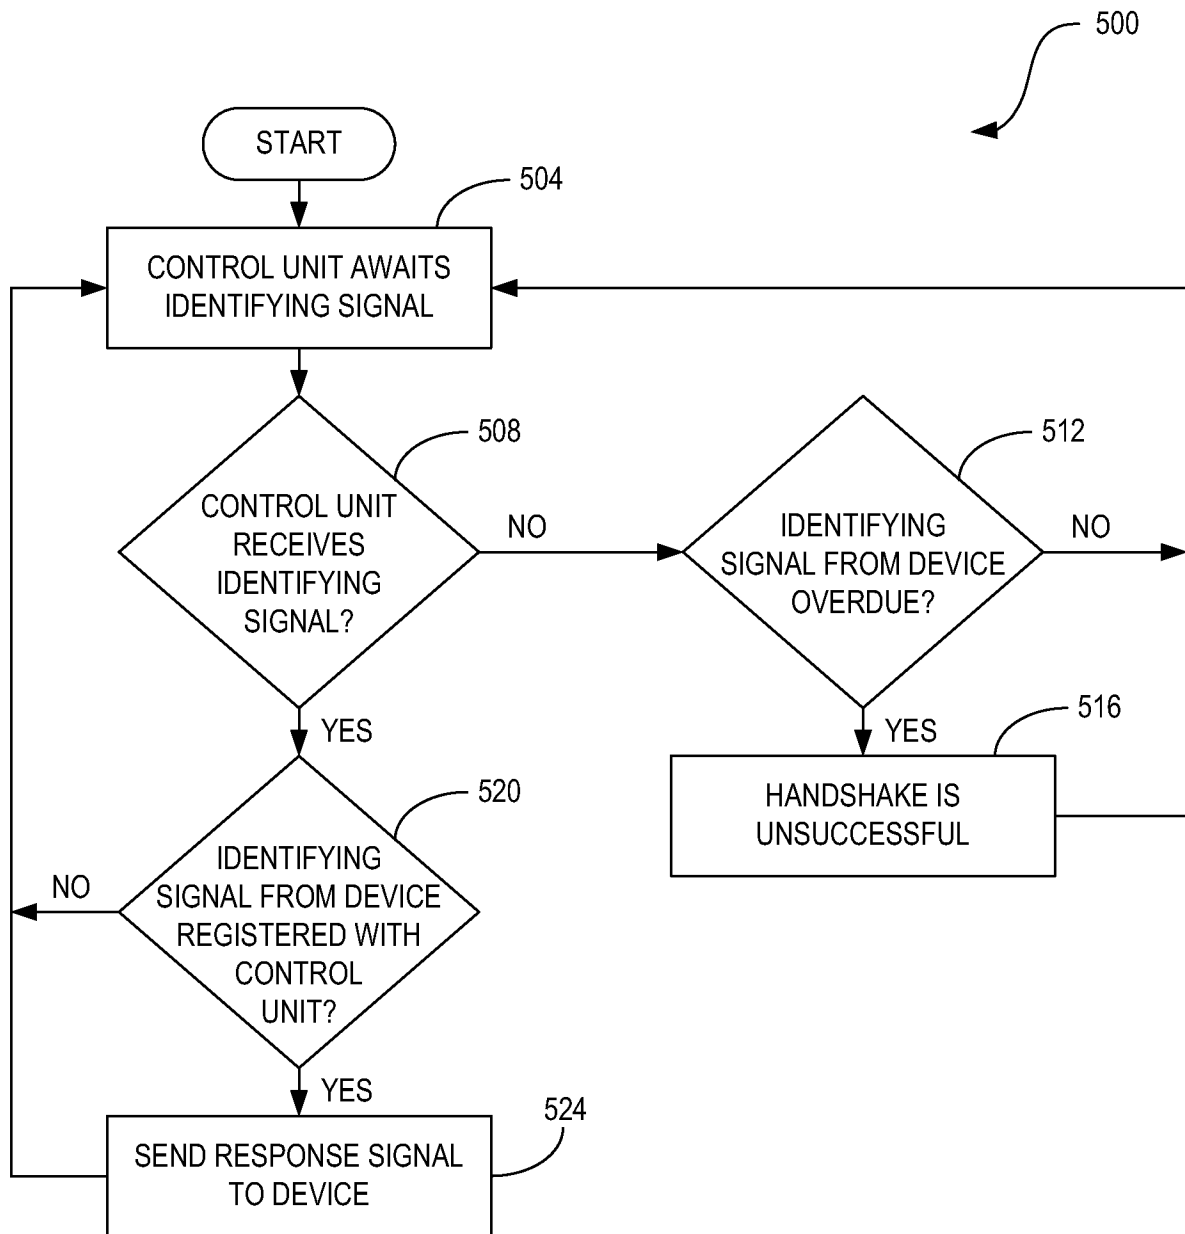 500
START
504
CONTROL UNIT AWAITS
IDENTIFYING SIGNAL
508
CONTROL UNIT
RECEIVES
IDENTIFYING
SIGNAL?
NO
512
IDENTIFYING
SIGNAL FROM DEVICE
OVERDUE?
NO
YES
YES
516
HANDSHAKE IS
UNSUCCESSFUL
520
IDENTIFYING
SIGNAL FROM DEVICE
REGISTERED WITH
CONTROL
UNIT?
NO
YES
524
SEND RESPONSE SIGNAL
TO DEVICE